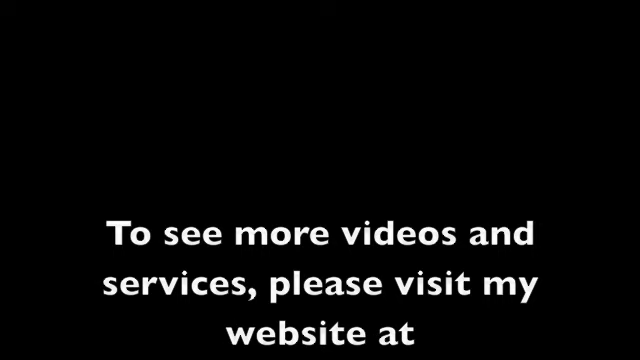 To see more videos and
services, please visit my
website at